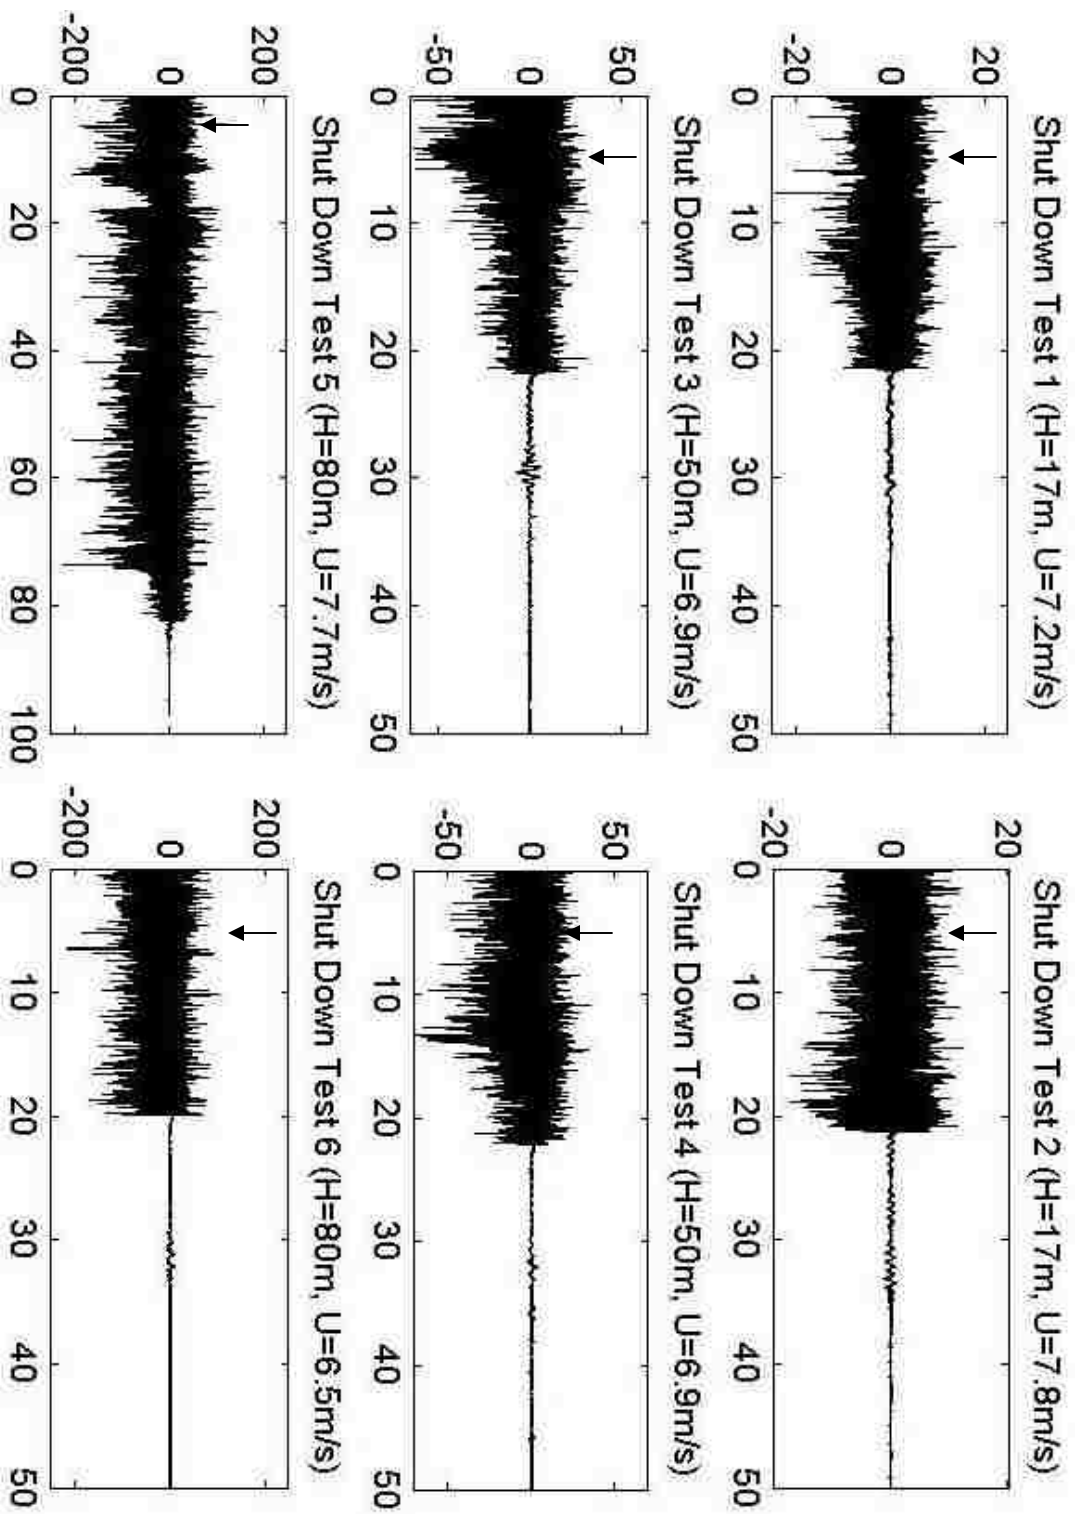 Shut Down Test 1 (H=17m, U=7.2m/s)
20
0
-20
0 10 20 30 40 50
Shut Down Test 2 (H=17m, U=7.8m/s)
20
0
-20
0 10 20 30 40 50
Shut Down Test 3 (H=50m, U=6.9m/s)
50
0
-50
0 10 20 30 40 50
Shut Down Test 4 (H=50m, U=6.9m/s)
50
0
-50
0 10 20 30 40 50
Shut Down Test 5 (H=80m, U=7.7m/s)
200
0
-200
0 20 40 60 80 100
Shut Down Test 6 (H=80m, U=6.5m/s)
200
0
-200
0 10 20 30 40 50